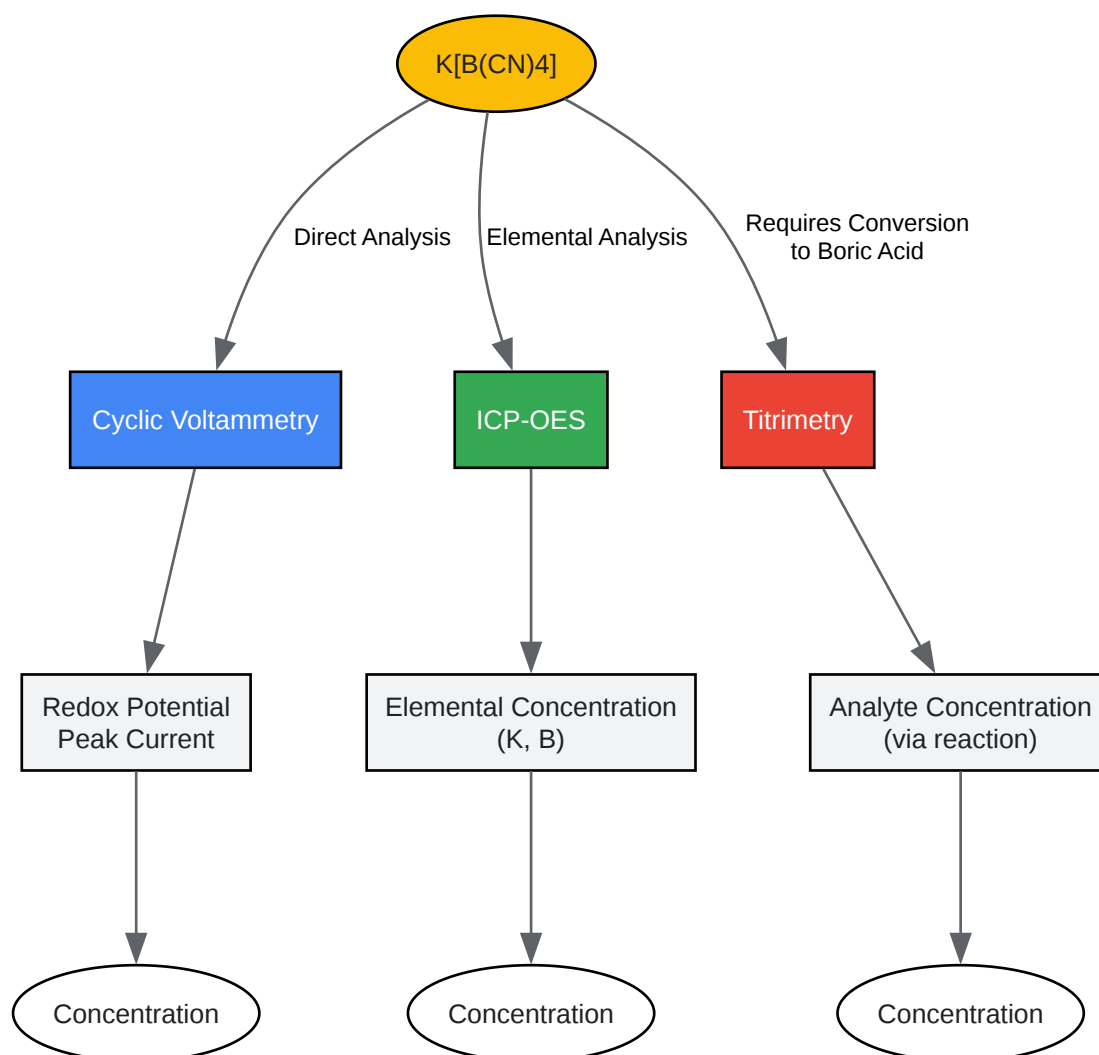 K[B(CN)4]
Direct Analysis
Elemental Analysis
Requires Conversion
to Boric Acid
Cyclic Voltammetry
ICP-OES
Titrimetry
Redox Potential
Peak Current
Elemental Concentration
(K, B)
Analyte Concentration
(via reaction)
Concentration
Concentration
Concentration